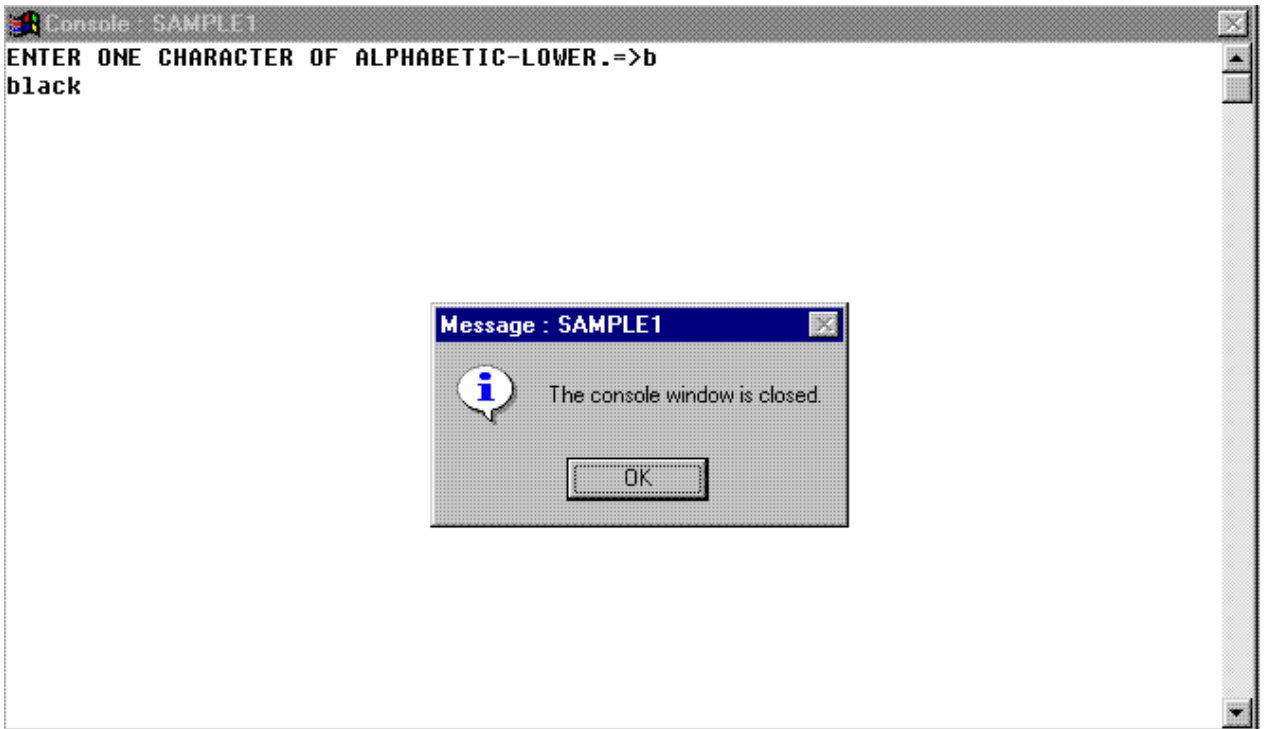 Console : SAMPLE1
ENTER ONE CHARACTER OF ALPHABETIC-LOWER.=>b
black
Message : SAMPLE1
The console window is closed.
OK